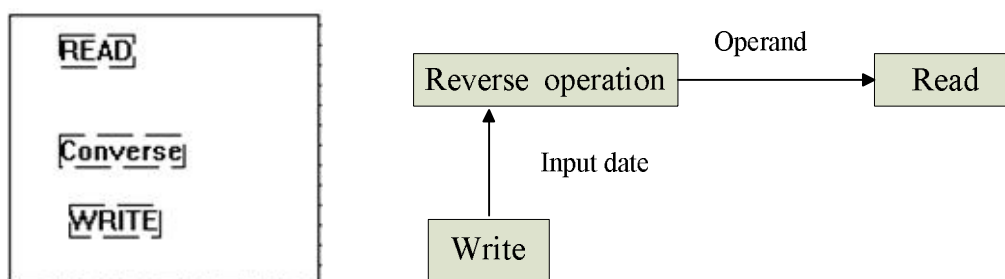 READ
Converse
WRITE
Operand
Reverse operation
Read
Input date
Write